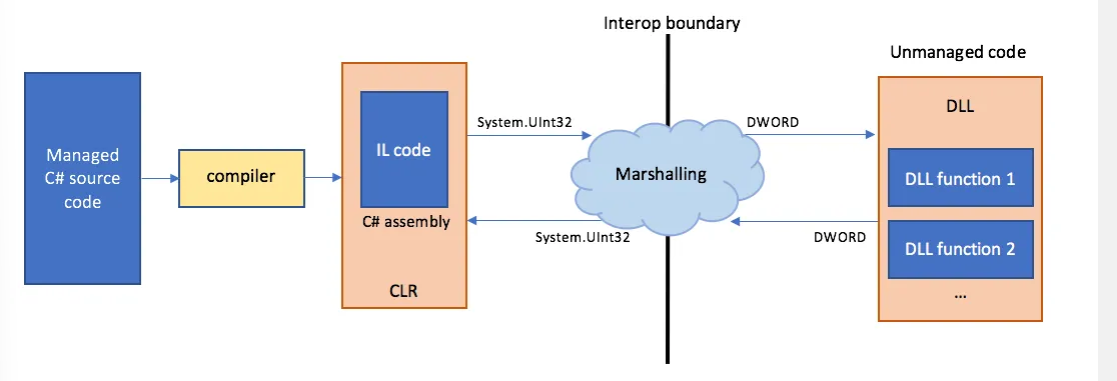 Interop boundary
Unmanaged code
Managed
C# source
code
compiler
IL code
C# assembly
CLR
System.UInt32
System.UInt32
Marshalling
DWORD
DWORD
DLL
DLL function 1
DLL function 2
...